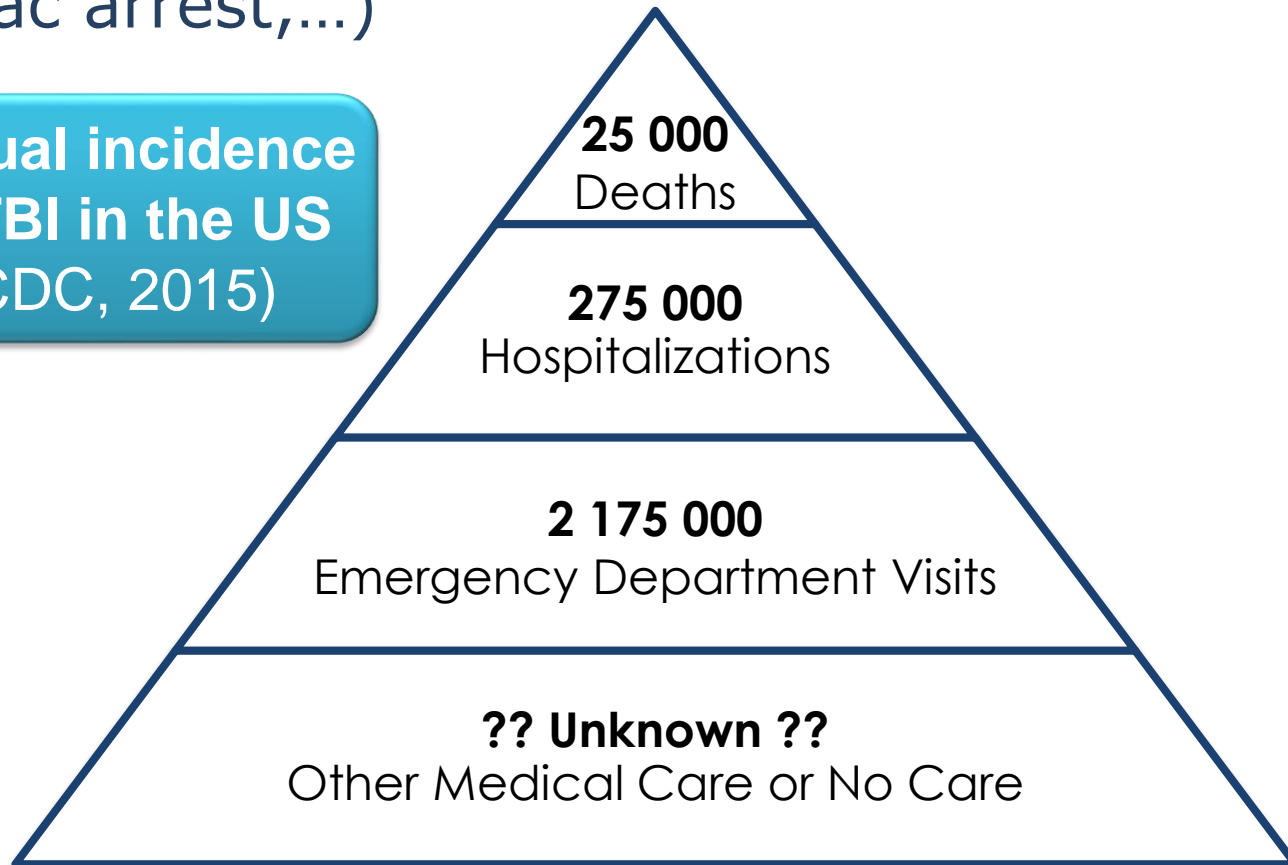 ac arrest,...)
ual incidence
TBI in the US
CDC, 2015)
25 000
Deaths
275 000
Hospitalizations
2 175 000
Emergency Department Visits
?? Unknown ??
Other Medical Care or No Care